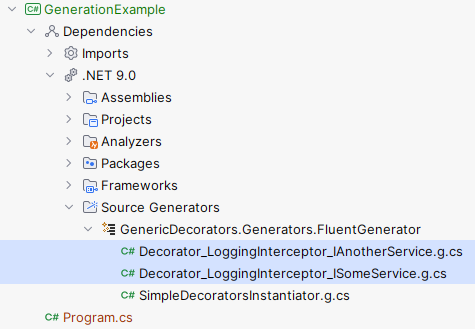 C# GenerationExample
Dependencies
Imports
.NET 9.0
Assemblies
Projects
Analyzers
Packages
Frameworks
Source Generators
GenericDecorators.Generators.FluentGenerator
C# Decorator_LoggingInterceptor_IAnotherService.g.cs
C# Decorator_LoggingInterceptor_ISomeService.g.cs
C# SimpleDecoratorsInstantiator.g.cs
C# Program.cs